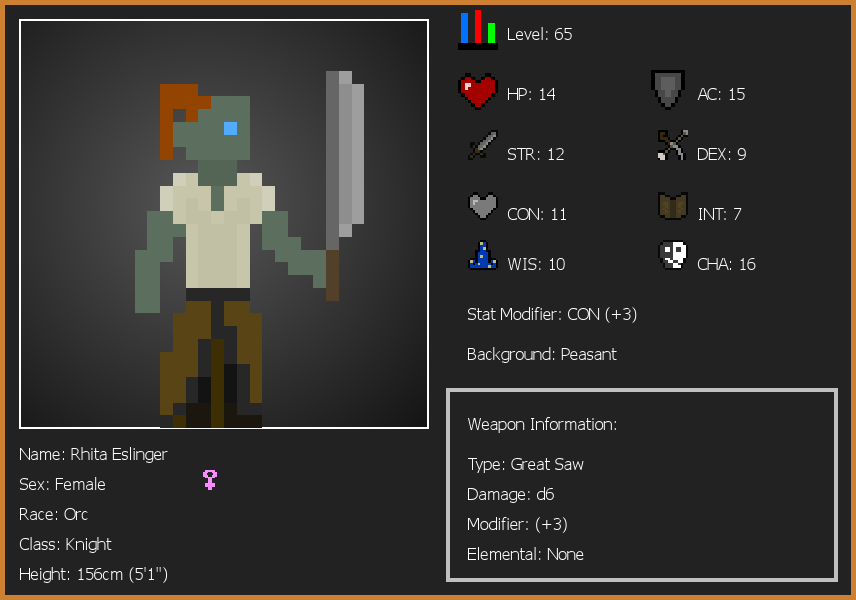 Level: 65
HP: 14
AC: 15
STR: 12
DEX: 9
CON: 11
INT: 7
WIS: 10
CHA: 16
Stat Modifier: CON (+3)
Background: Peasant
Weapon Information:
Type: Great Saw
Damage: d6
Modifier: (+3)
Elemental: None
Name: Rhita Eslinger
Sex: Female
Race: Orc
Class: Knight
Height: 156cm (5'1")